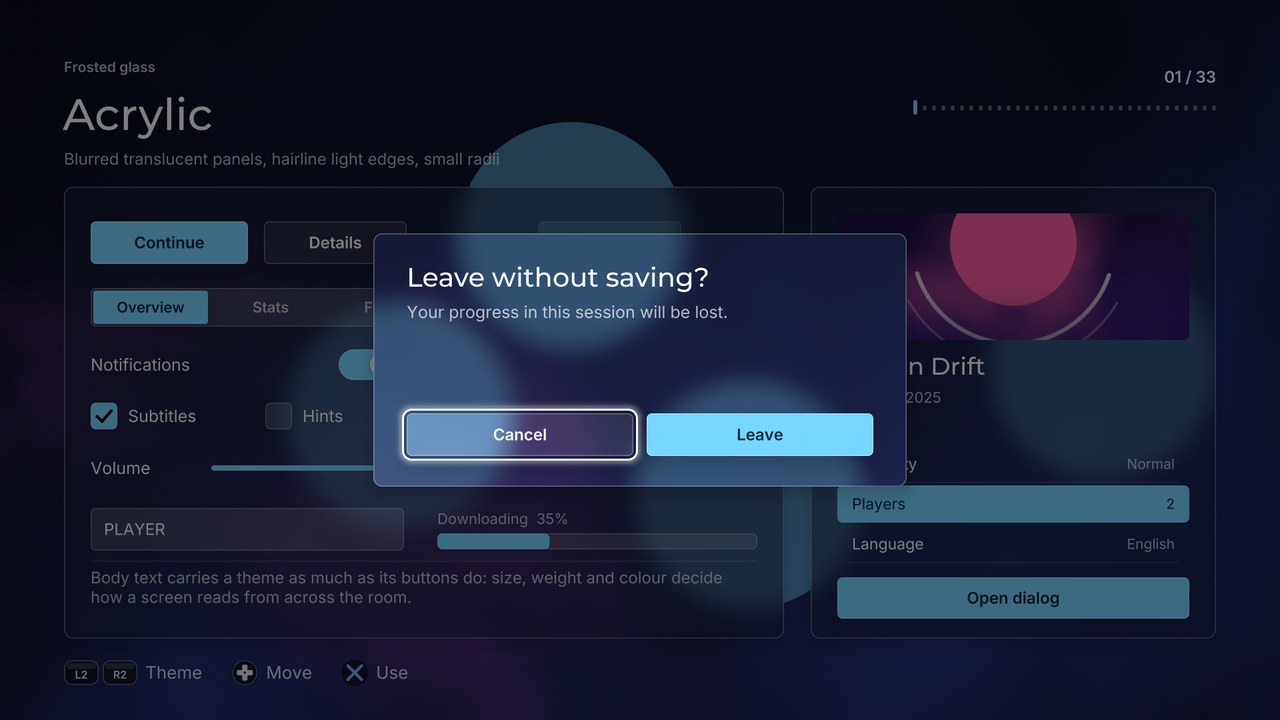 Frosted glass
01 / 33
Acrylic
Blurred translucent panels, hairline light edges, small radii
Continue
Details
Overview
Stats
Notifications
Subtitles
Hints
Volume
PLAYER
Downloading 35%
Body text carries a theme as much as its buttons do: size, weight and colour decide
how a screen reads from across the room.
Leave without saving?
Your progress in this session will be lost.
Cancel
Leave
Drift
2025
Normal
Players 2
Language English
Open dialog
L2 R2 Theme Move Use